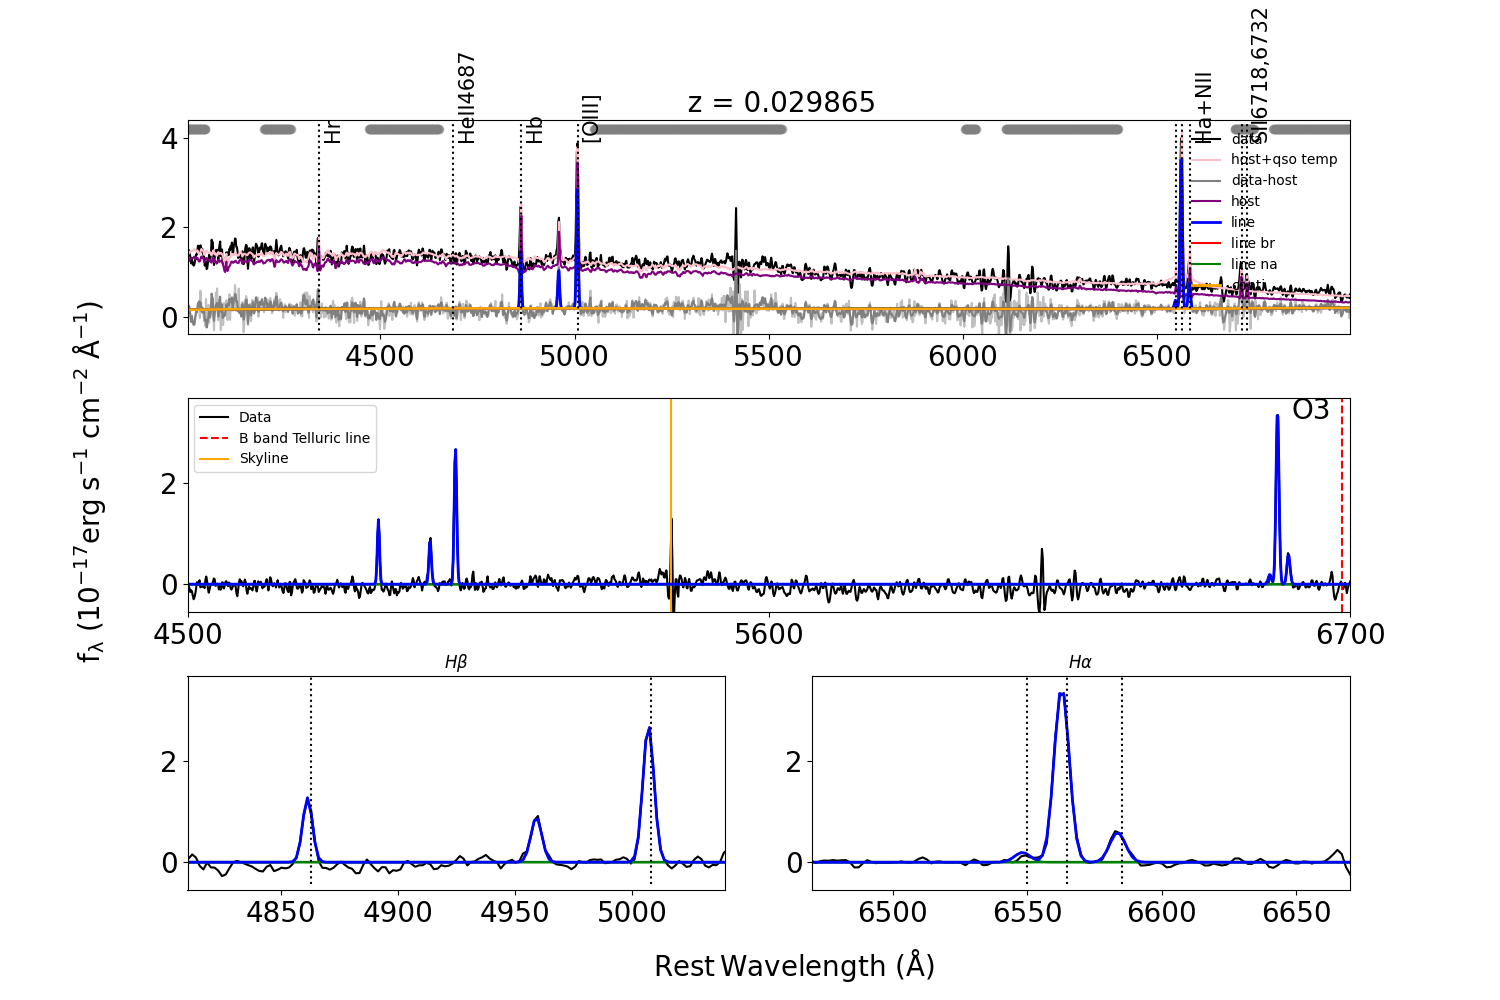 z = 0.029865
Hr
HeII4687
Hb
[OIII]
Ha+NII
SII6718,6732
data
host+qso temp
data-host
host
line
line br
line na
4
2
0
4500 5000 5500 6000 6500
Data
B band Telluric line
Skyline
O3
2
0
4500 5600 6700
Hβ
2
0
4850 4900 4950 5000
Hα
2
0
6500 6550 6600 6650
fλ (10⁻¹⁷erg s⁻¹ cm⁻² Å⁻¹)
Rest Wavelength (Å)